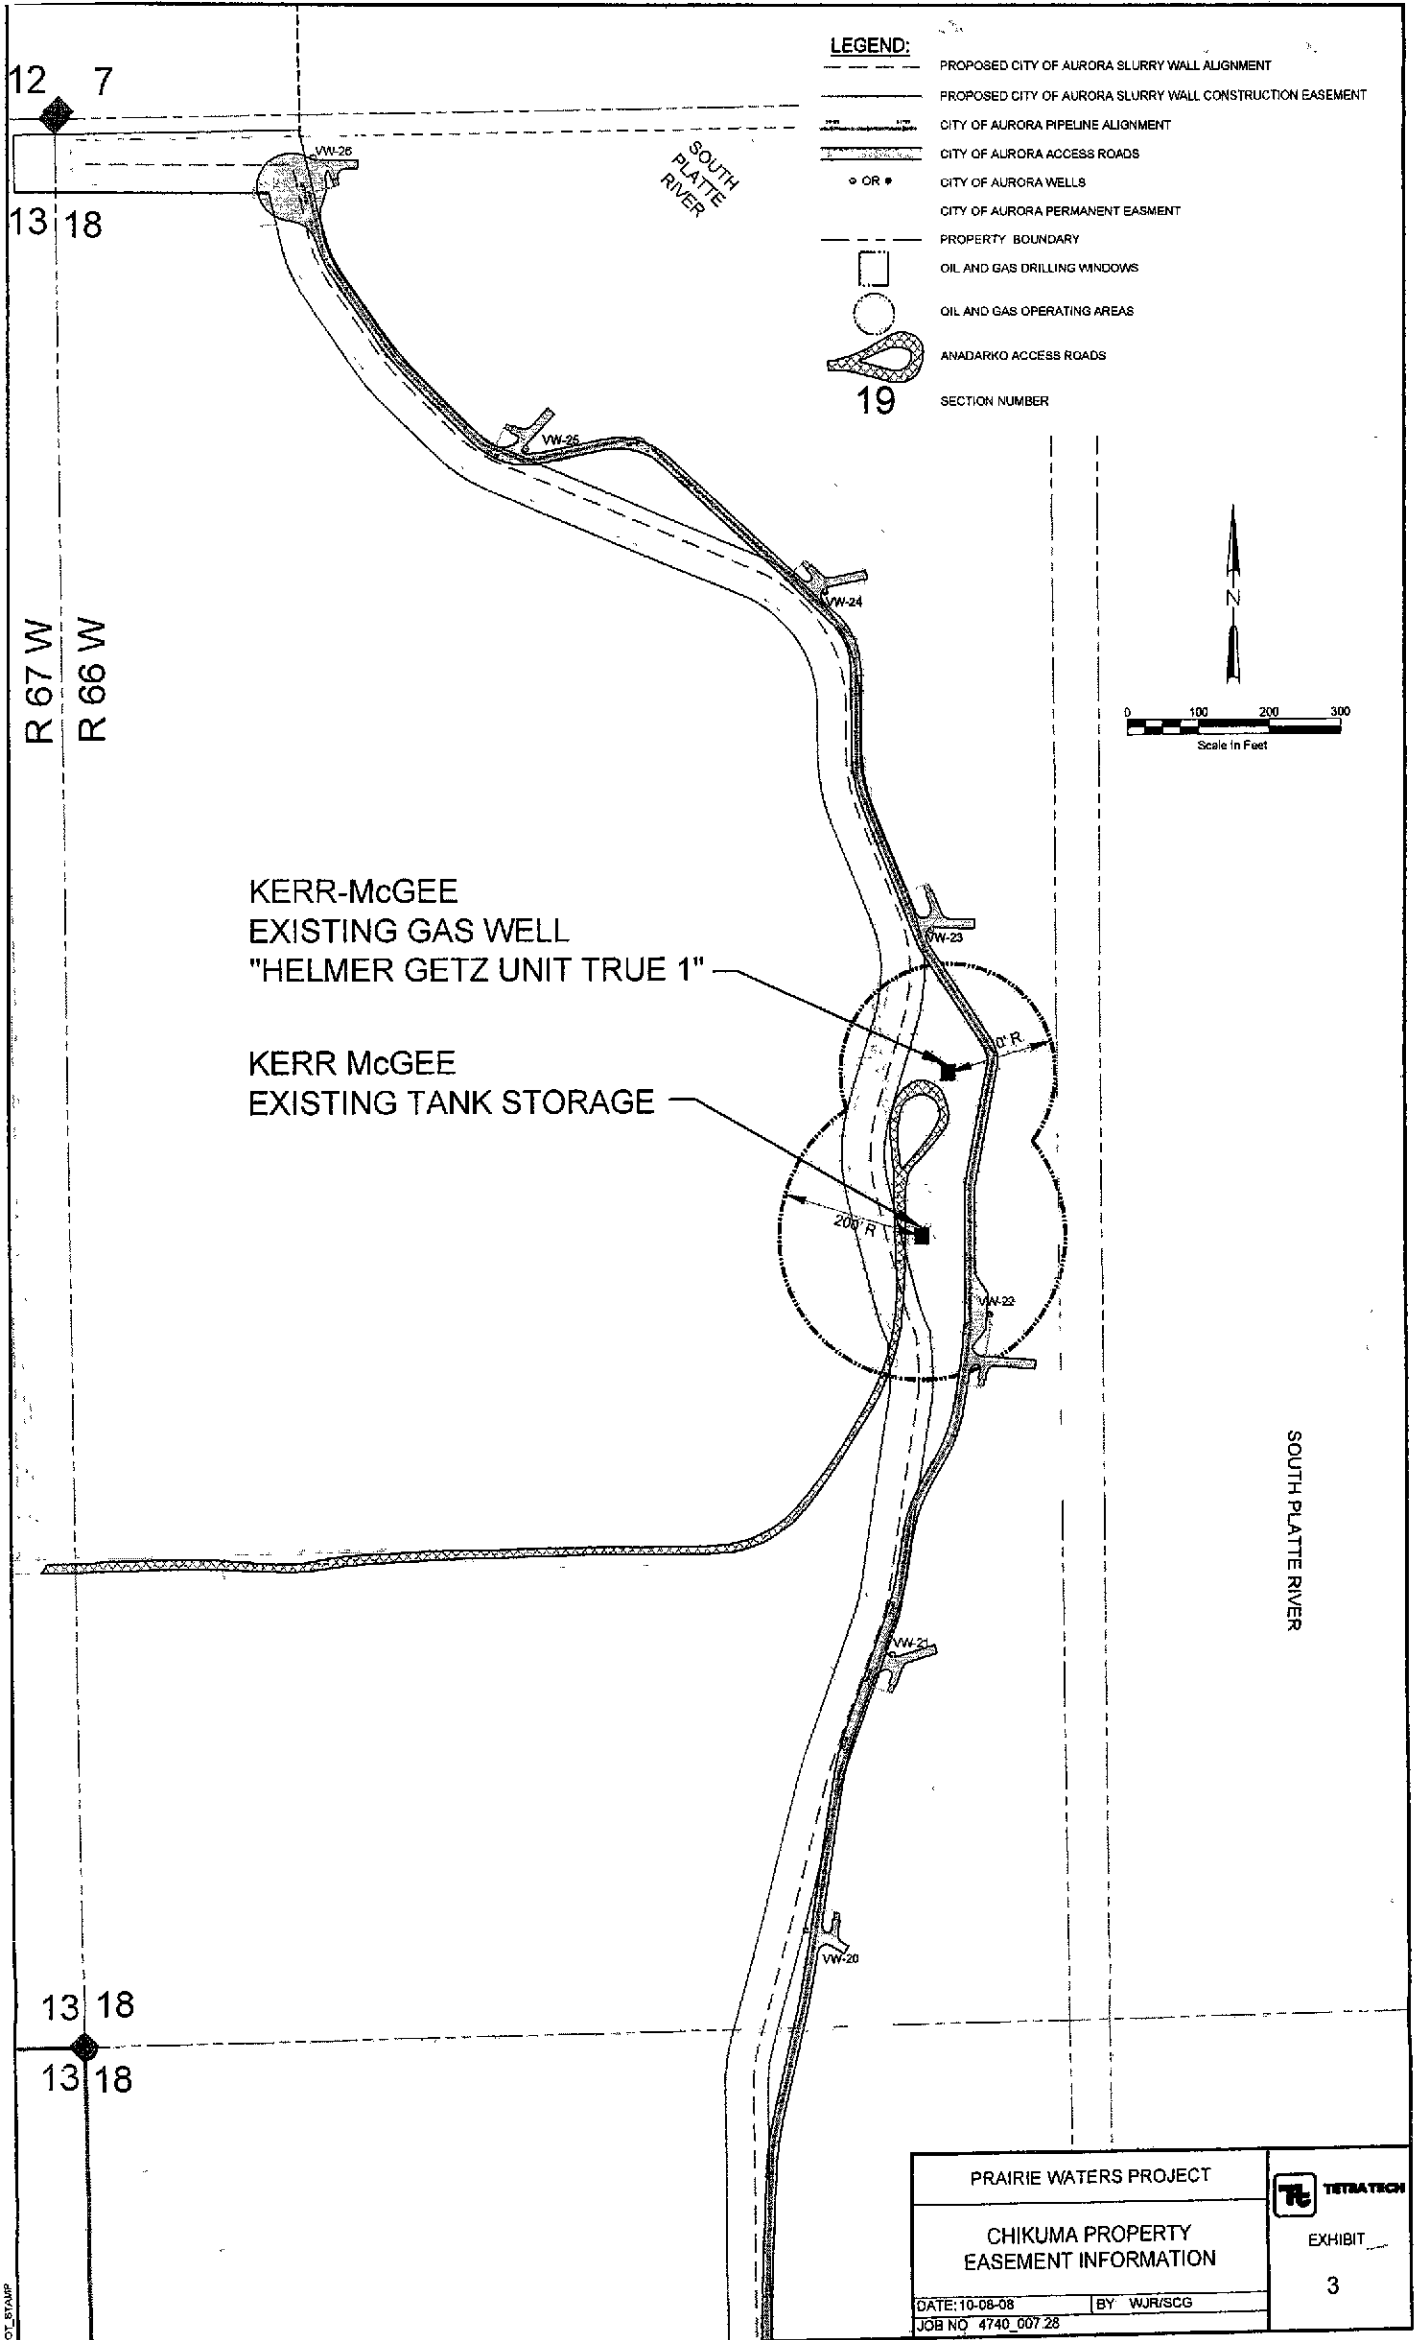 LEGEND:
PROPOSED CITY OF AURORA SLURRY WALL ALIGNMENT
PROPOSED CITY OF AURORA SLURRY WALL CONSTRUCTION EASEMENT
CITY OF AURORA PIPELINE ALIGNMENT
CITY OF AURORA ACCESS ROADS
OR
CITY OF AURORA WELLS
CITY OF AURORA PERMANENT EASMENT
PROPERTY BOUNDARY
OIL AND GAS DRILLING WINDOWS
OIL AND GAS OPERATING AREAS
ANADARKO ACCESS ROADS
19
SECTION NUMBER
12 7
13 18
VW-26
SOUTH
PLATTE
RIVER
VW-25
VW-24
N
R 67 W
R 66 W
0 100 200 300
Scale In Feet
KERR-McGEE
EXISTING GAS WELL
"HELMER GETZ UNIT TRUE 1"
VW-23
0' R
KERR McGEE
EXISTING TANK STORAGE
200' R
VW-22
SOUTH PLATTE RIVER
VW-21
VW-20
13 18
13 18
PRAIRIE WATERS PROJECT
CHIKUMA PROPERTY
EASEMENT INFORMATION
DATE: 10-08-08
BY WJR/SCG
JOB NO 4740_007.28
Tt TETRA TECH
EXHIBIT
3